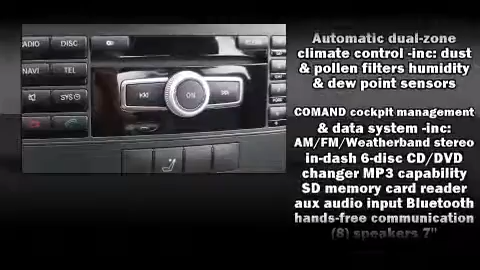 Automatic dual-zone
climate control -inc: dust
& pollen filters humidity
& dew point sensors
COMAND cockpit management
& data system -inc:
AM/FM/Weatherband stereo
in-dash 6-disc CD/DVD
changer MP3 capability
SD memory card reader
aux audio input Bluetooth
hands-free communication
(8) speakers 7"
RADIO DISC
NAVI TEL
SYS
ON